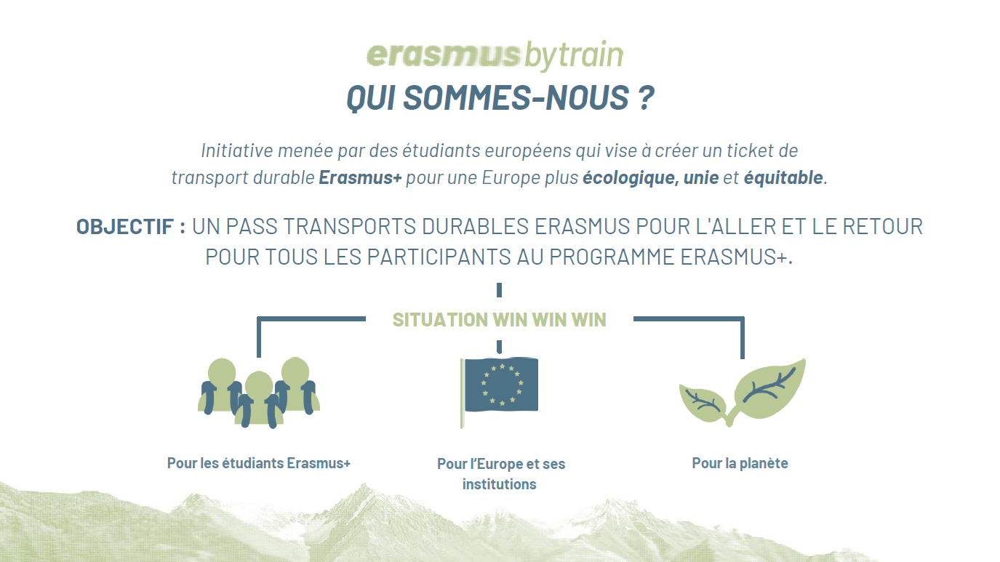 erasmusbytrain
QUI SOMMES-NOUS ?
Initiative menée par des étudiants européens qui vise à créer un ticket de
transport durable Erasmus+ pour une Europe plus écologique, unie et équitable.
OBJECTIF : UN PASS TRANSPORTS DURABLES ERASMUS POUR L'ALLER ET LE RETOUR
POUR TOUS LES PARTICIPANTS AU PROGRAMME ERASMUS+.
SITUATION WIN WIN WIN
Pour les étudiants Erasmus+
Pour l’Europe et ses
institutions
Pour la planète